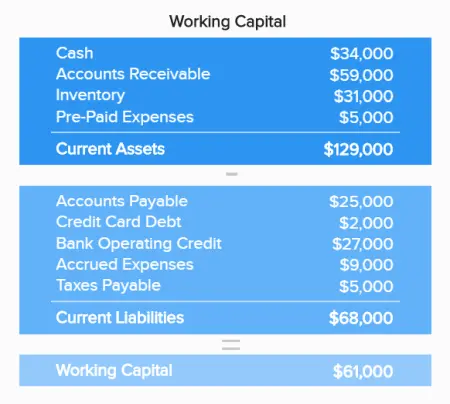 Working Capital
Cash $34,000
Accounts Receivable $59,000
Inventory $31,000
Pre-Paid Expenses $5,000
Current Assets $129,000
–
Accounts Payable $25,000
Credit Card Debt $2,000
Bank Operating Credit $27,000
Accrued Expenses $9,000
Taxes Payable $5,000
Current Liabilities $68,000
=
Working Capital $61,000